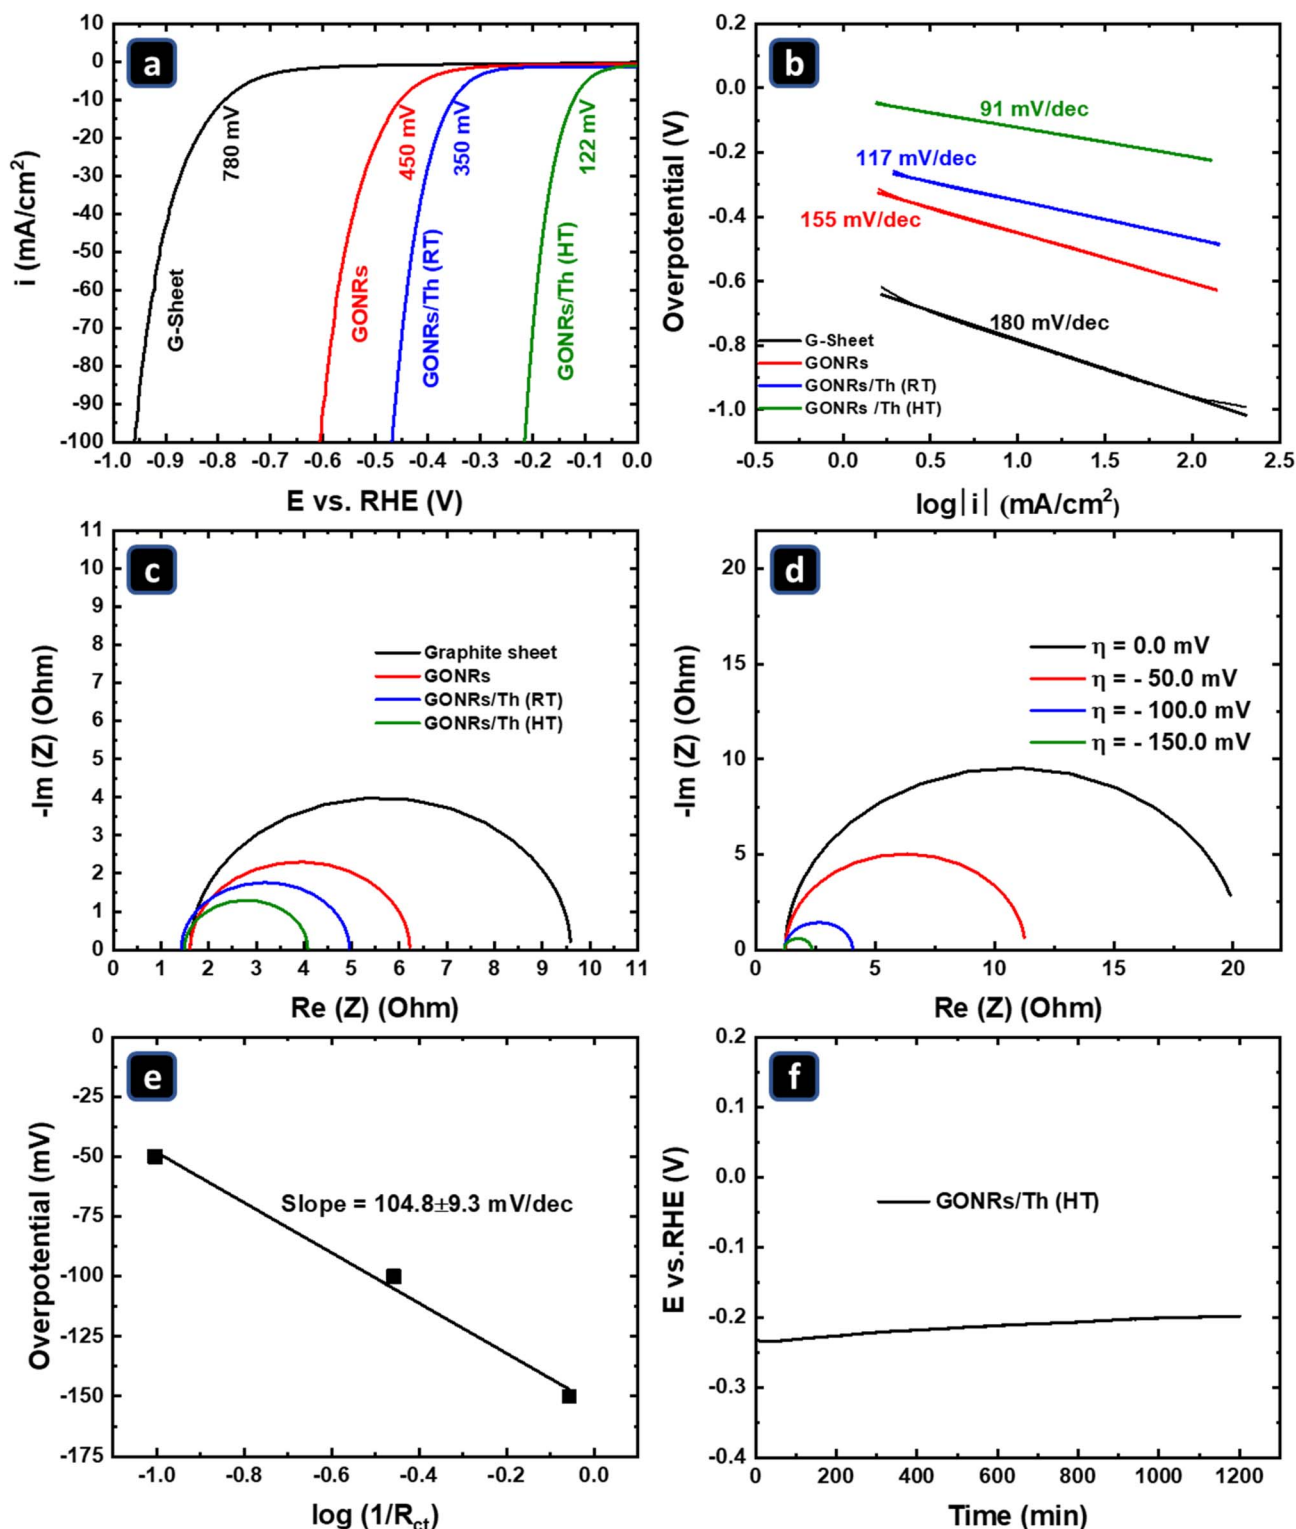 a
10
0
-10
-20
-30
-40
-50
-60
-70
-80
-90
-100
i (mA/cm²)
780 mV
450 mV
350 mV
122 mV
G-Sheet
GONRs
GONRs/Th (RT)
GONRs/Th (HT)
-1.0 -0.9 -0.8 -0.7 -0.6 -0.5 -0.4 -0.3 -0.2 -0.1 0.0
E vs. RHE (V)
b
0.2
0.0
-0.2
-0.4
-0.6
-0.8
-1.0
Overpotential (V)
91 mV/dec
117 mV/dec
155 mV/dec
180 mV/dec
G-Sheet
GONRs
GONRs/Th (RT)
GONRs /Th (HT)
-0.5 0.0 0.5 1.0 1.5 2.0 2.5
log|i| (mA/cm²)
c
11
10
9
8
7
6
5
4
3
2
1
0
-Im (Z) (Ohm)
Graphite sheet
GONRs
GONRs/Th (RT)
GONRs/Th (HT)
0 1 2 3 4 5 6 7 8 9 10 11
Re (Z) (Ohm)
d
20
15
10
5
0
-Im (Z) (Ohm)
η = 0.0 mV
η = - 50.0 mV
η = - 100.0 mV
η = - 150.0 mV
0 5 10 15 20
Re (Z) (Ohm)
e
0
-25
-50
-75
-100
-125
-150
-175
Overpotential (mV)
Slope = 104.8±9.3 mV/dec
-1.0 -0.8 -0.6 -0.4 -0.2 0.0
log (1/Rct)
f
0.2
0.1
0.0
-0.1
-0.2
-0.3
-0.4
E vs.RHE (V)
GONRs/Th (HT)
0 200 400 600 800 1000 1200
Time (min)